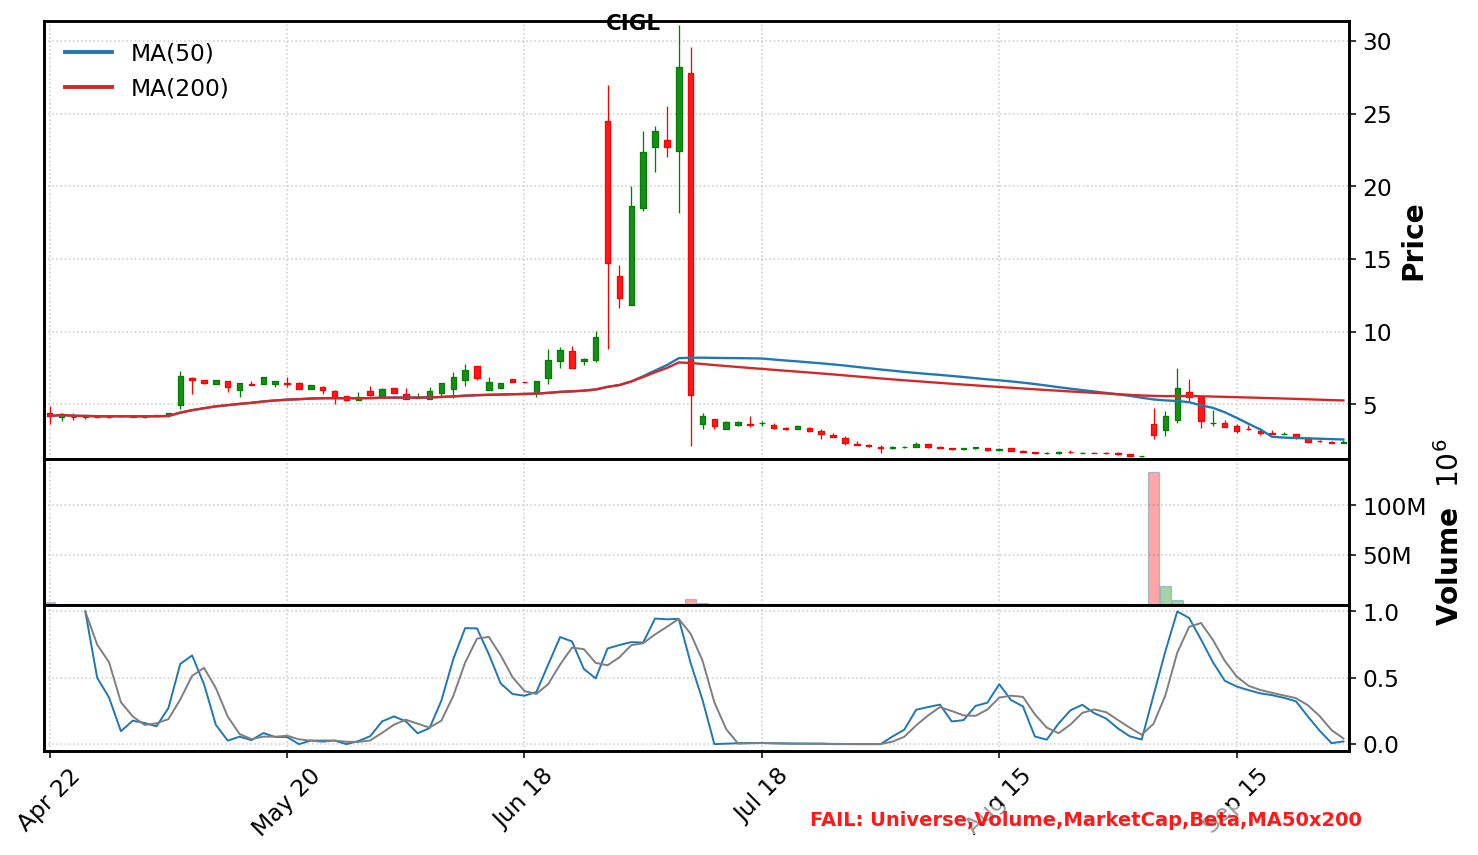 CIGL
MA(50)
MA(200)
30
25
20
15
10
5
Price
10^6
100M
50M
Volume
1.0
0.5
0.0
Apr 22
May 20
Jun 18
Jul 18
Aug 15
Sep 15
FAIL: Universe,Volume,MarketCap,Beta,MA50x200